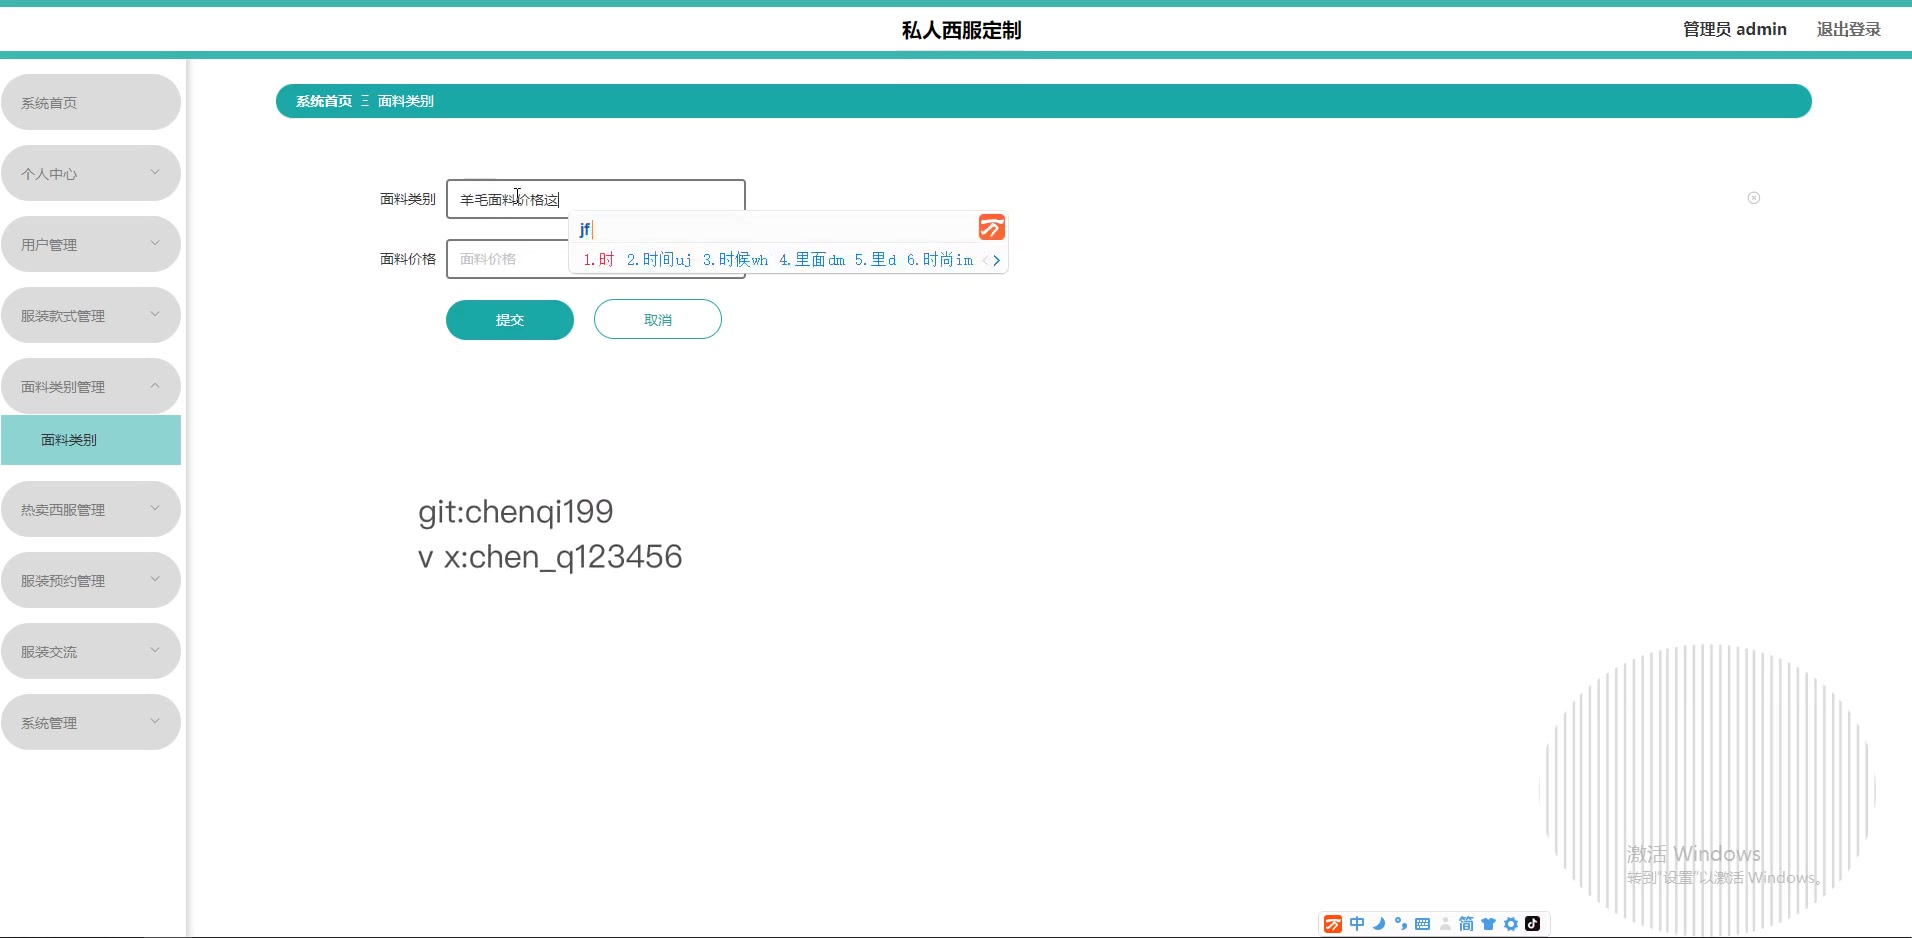 私人西服定制
管理员 admin 退出登录
系统首页
个人中心
用户管理
服装款式管理
面料类别管理
面料类别
热卖西服管理
服装预约管理
服装交流
系统管理
系统首页 Ξ 面料类别
面料类别 羊毛面料价格这
jf
1.时 2.时间uj 3.时候wh 4.里面dm 5.里d 6.时尚im
面料价格 面料价格
提交 取消
git:chenqi199
v x:chen_q123456
激活 Windows
转到"设置"以激活 Windows。
中 简